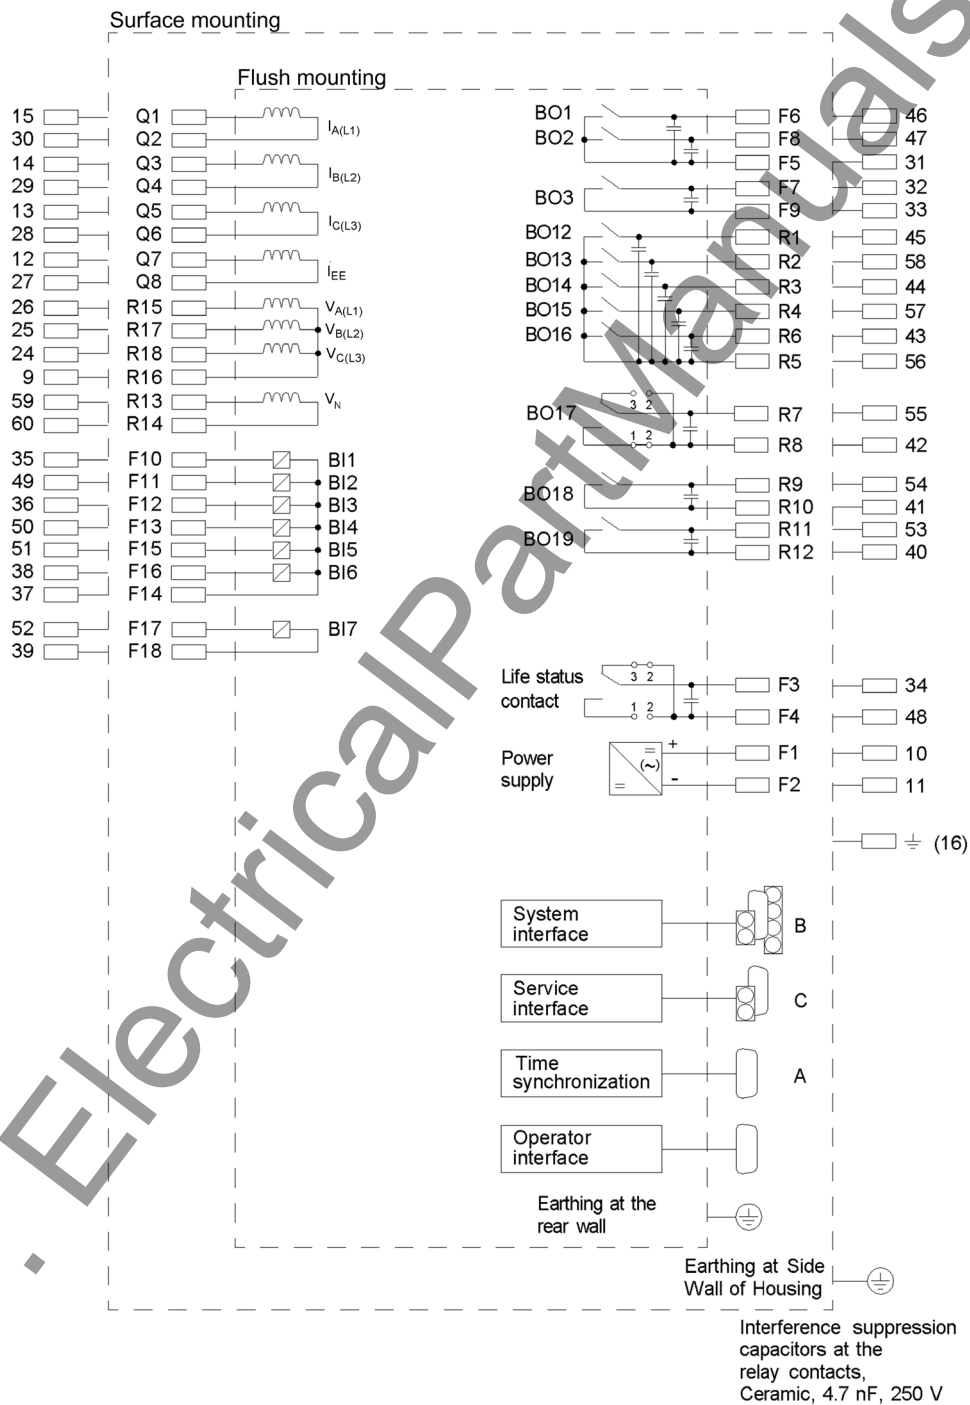 Surface mounting
Flush mounting
15 Q1 I A(L1)
30 Q2
14 Q3 I B(L2)
29 Q4
13 Q5 I C(L3)
28 Q6
12 Q7 I EE
27 Q8
26 R15 V A(L1)
25 R17 V B(L2)
24 R18 V C(L3)
9 R16
59 R13 V N
60 R14
35 F10 BI1
49 F11 BI2
36 F12 BI3
50 F13 BI4
51 F15 BI5
38 F16 BI6
37 F14
52 F17 BI7
39 F18
BO1 F6 46
BO2 F8 47
F5 31
BO3 F7 32
F9 33
BO12 R1 45
BO13 R2 58
BO14 R3 44
BO15 R4 57
BO16 R6 43
R5 56
3 2
BO17 R7 55
1 2
R8 42
BO18 R9 54
R10 41
BO19 R11 53
R12 40
Life status
contact
3 2
F3 34
1 2
F4 48
Power
supply
= (~) =
+ F1 10
- F2 11
(16)
System
interface
B
Service
interface
C
Time
synchronization
A
Operator
interface
Earthing at the
rear wall
Earthing at Side
Wall of Housing
Interference suppression
capacitors at the
relay contacts,
Ceramic, 4.7 nF, 250 V
. ElectricalPartManuals